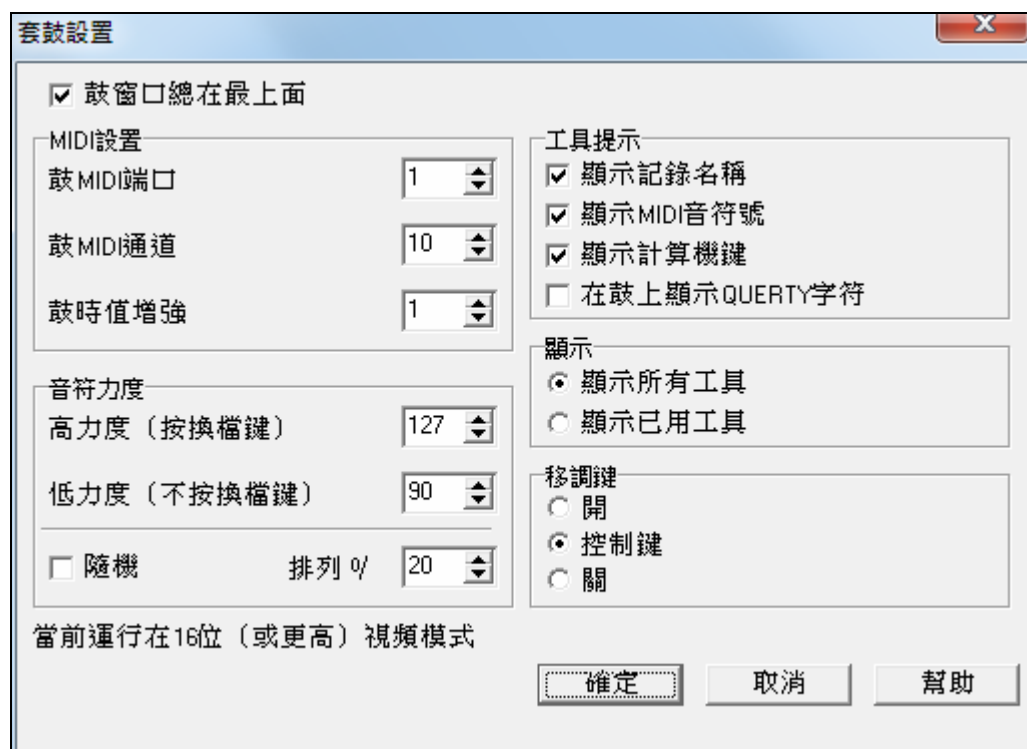 套鼓設置
鼓窗口總在最上面
MIDI設置
鼓MIDI端口 1
鼓MIDI通道 10
鼓時值增強 1
音符力度
高力度（按換檔鍵） 127
低力度（不按換檔鍵） 90
隨機 排列 % 20
工具提示
顯示記錄名稱
顯示MIDI音符號
顯示計算機鍵
在鼓上顯示QUERTY字符
顯示
顯示所有工具
顯示已用工具
移調鍵
開
控制鍵
關
當前運行在16位（或更高）視頻模式
確定 取消 幫助